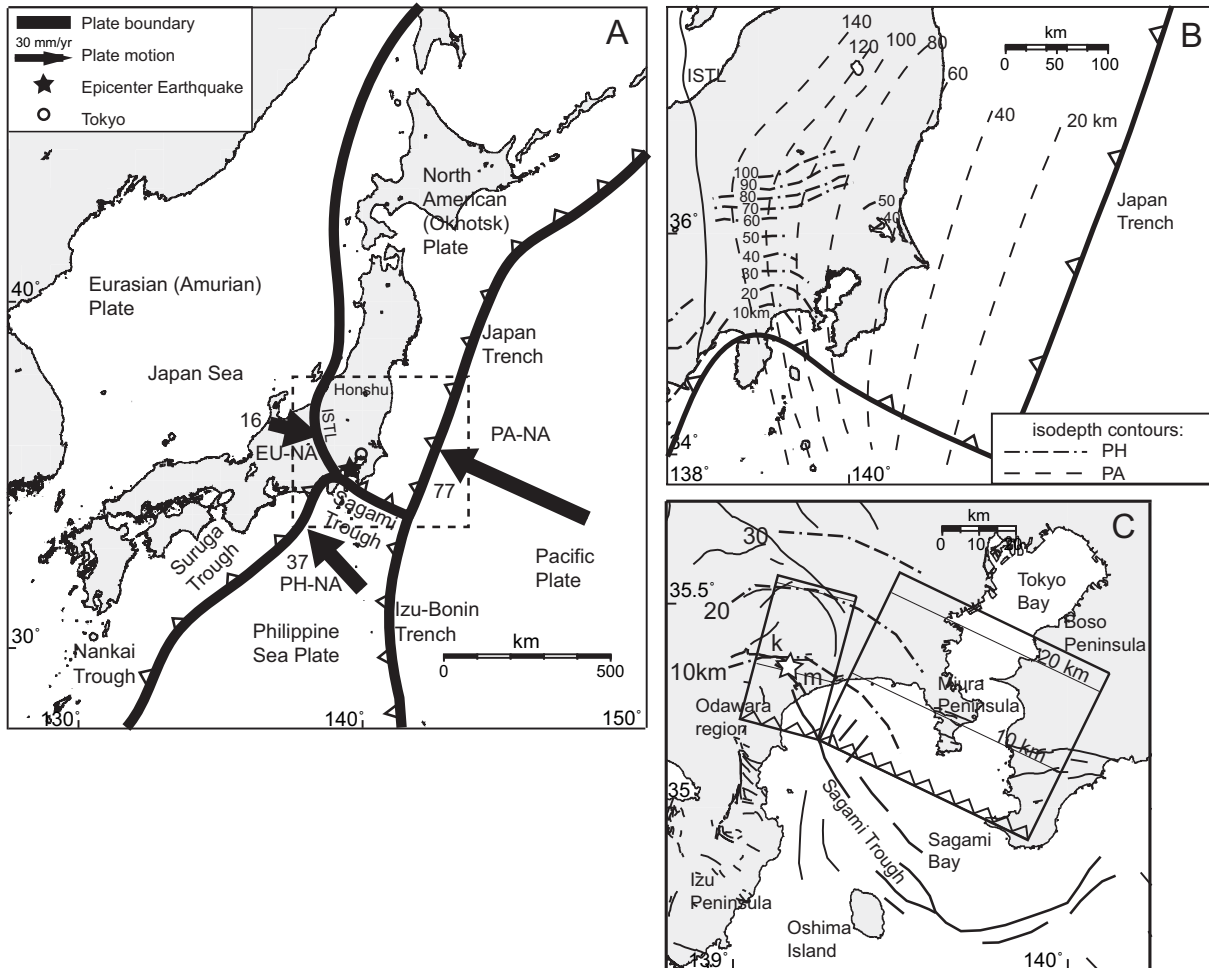 A
Plate boundary
30 mm/yr
Plate motion
Epicenter Earthquake
Tokyo
North
American
(Okhotsk)
Plate
Eurasian (Amurian)
Plate
40°
Japan
Trench
Japan Sea
Honshu
16
ISTL
EU-NA
PA-NA
77
Sagami
Trough
Suruga
Trough
37
PH-NA
Pacific
Plate
Izu-Bonin
Trench
Philippine
Sea Plate
km
0 500
30°
Nankai
Trough
130° 140° 150°
B
140
120
100
80
60
km
0 50 100
ISTL
40
20 km
100
90
80
70
60
50
40
30
20
10km
50
40
36°
Japan
Trench
34°
138° 140°
isodepth contours:
PH
PA
C
km
0 10 20
30
Tokyo
Bay
35.5°
20
Boso
Peninsula
k
20 km
10km
m
Miura
Peninsula
Odawara
region
10 km
35°
Sagami Trough
Sagami
Bay
Izu
Peninsula
Oshima
Island
139° 140°